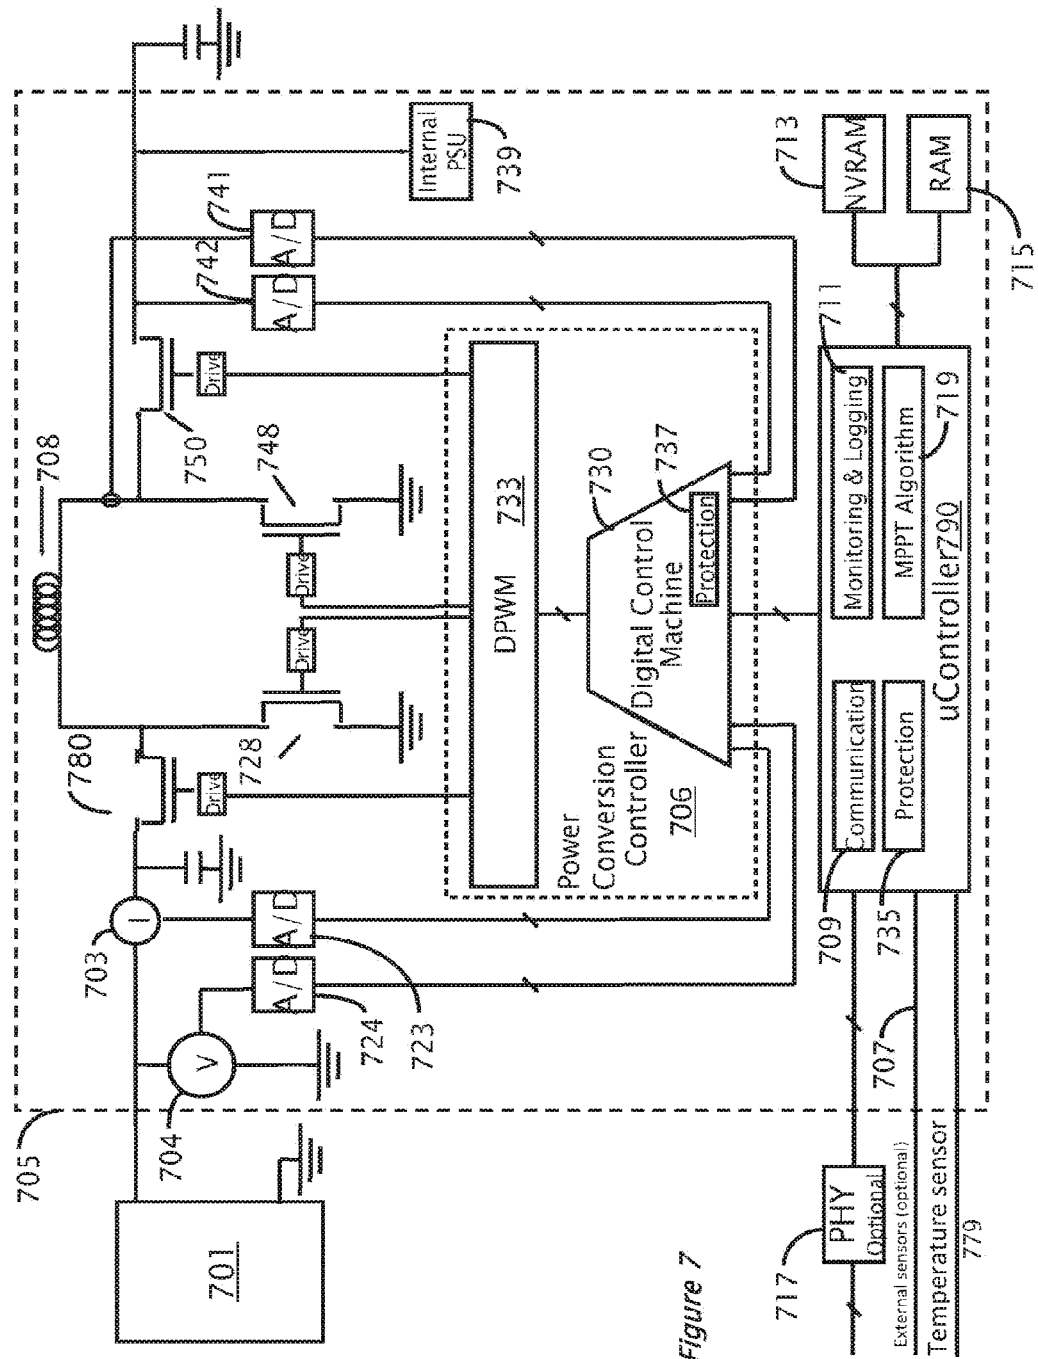 705
701
704
V
703
I
724
A/D
723
A/D
780
Drive
728
Drive
708
Drive
748
750
Drive
742
A/D
741
A/D
Internal
PSU
739
DPWM 733
Power
Conversion
Controller
706
730
Digital Control
Machine
737
Protection
709
Communication
735
Protection
711
Monitoring & Logging
MPPT Algorithm
719
uController 790
713
NVRAM
RAM
715
707
717
PHY
Optional
External sensors (optional)
Temperature sensor
779
Figure 7